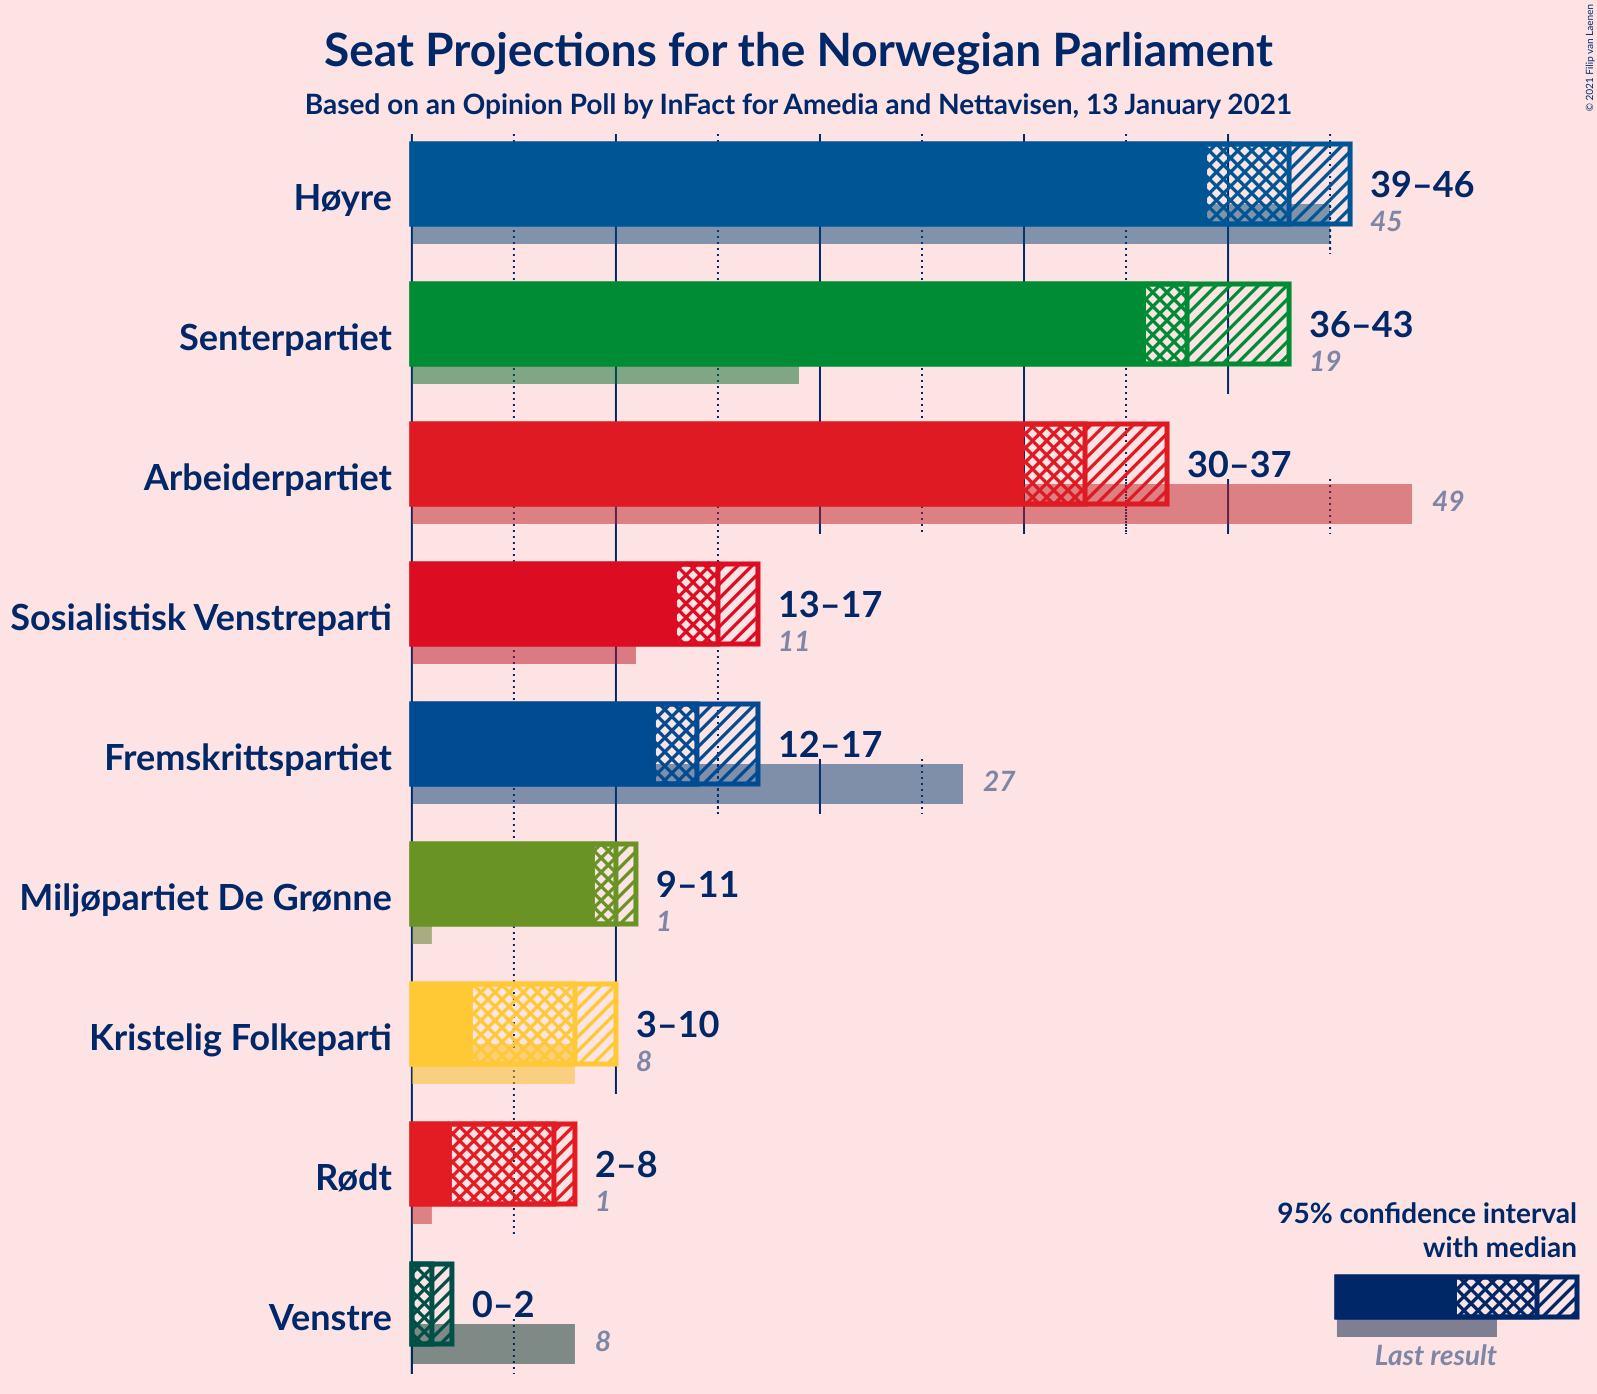 Seat Projections for the Norwegian Parliament
Based on an Opinion Poll by InFact for Amedia and Nettavisen, 13 January 2021
© 2021 Filip van Laenen
Høyre
39–46
45
Senterpartiet
36–43
19
Arbeiderpartiet
30–37
49
Sosialistisk Venstreparti
13–17
11
Fremskrittspartiet
12–17
27
Miljøpartiet De Grønne
9–11
1
Kristelig Folkeparti
3–10
8
Rødt
2–8
1
Venstre
0–2
8
95% confidence interval
with median
Last result